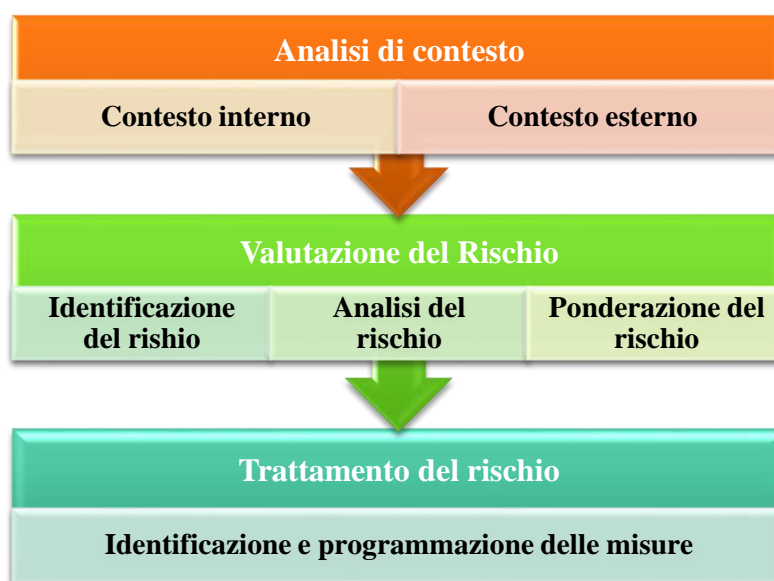 Analisi di contesto
Contesto interno
Contesto esterno
Valutazione del Rischio
Identificazione
del rishio
Analisi del
rischio
Ponderazione del
rischio
Trattamento del rischio
Identificazione e programmazione delle misure